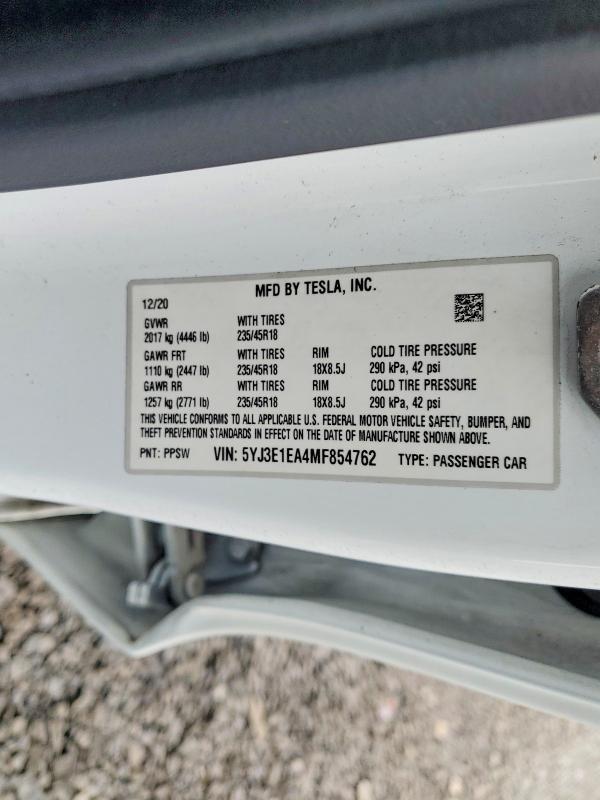 MFD BY TESLA, INC.
12/20
GVWR WITH TIRES
2017 kg (4446 lb) 235/45R18
GAWR FRT WITH TIRES RIM COLD TIRE PRESSURE
1110 kg (2447 lb) 235/45R18 18X8.5J 290 kPa, 42 psi
GAWR RR WITH TIRES RIM COLD TIRE PRESSURE
1257 kg (2771 lb) 235/45R18 18X8.5J 290 kPa, 42 psi
THIS VEHICLE CONFORMS TO ALL APPLICABLE U.S. FEDERAL MOTOR VEHICLE SAFETY, BUMPER, AND
THEFT PREVENTION STANDARDS IN EFFECT ON THE DATE OF MANUFACTURE SHOWN ABOVE.
PNT: PPSW VIN: 5YJ3E1EA4MF854762 TYPE: PASSENGER CAR